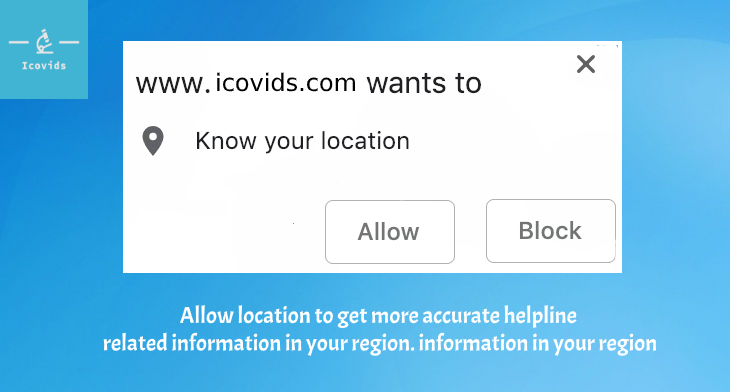 Icovids
www.icovids.com wants to
Know your location
Allow
Block
Allow location to get more accurate helpline
related information in your region. information in your region